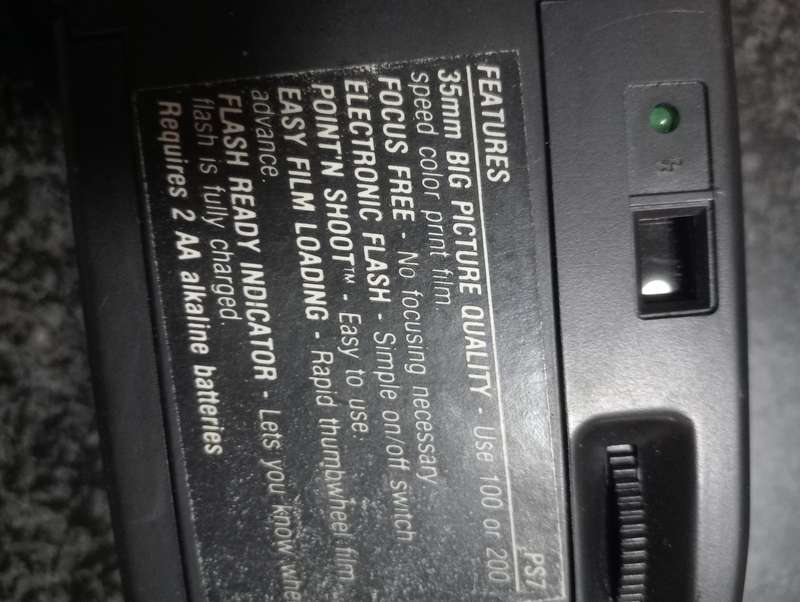 FEATURES PS7
35mm BIG PICTURE QUALITY - Use 100 or 200
speed color print film.
FOCUS FREE - No focusing necessary
ELECTRONIC FLASH - Simple on/off switch
POINT'N SHOOT™ - Easy to use.
EASY FILM LOADING - Rapid thumbwheel film
advance.
FLASH READY INDICATOR - Lets you know whe
flash is fully charged.
Requires 2 AA alkaline batteries